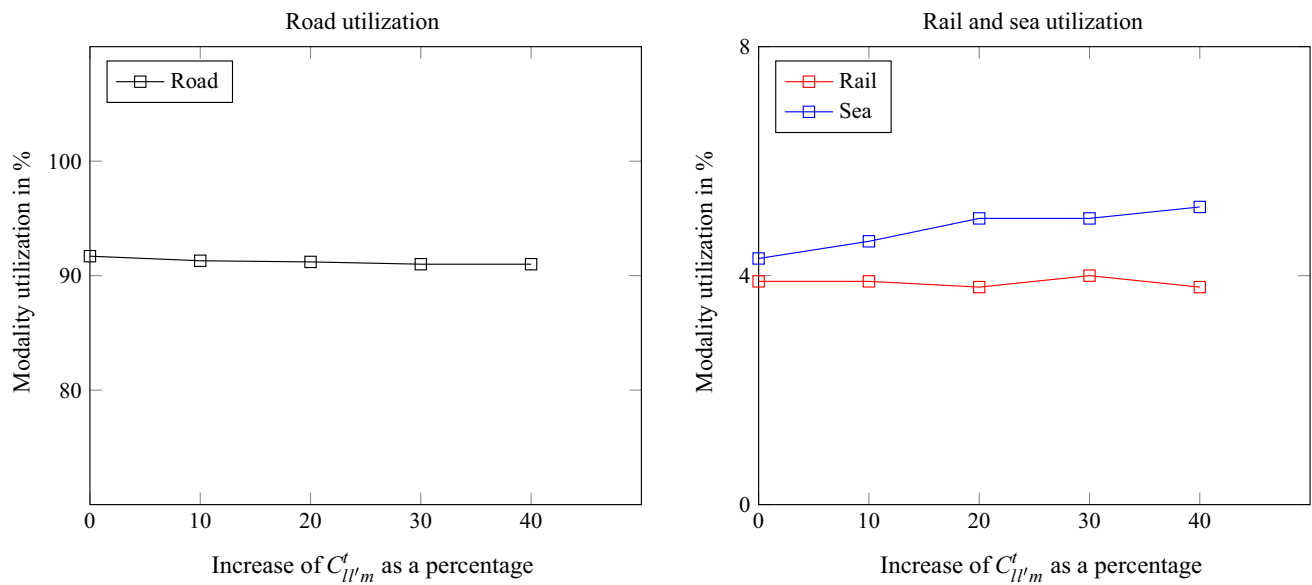 Road utilization
Road
100
90
80
0 10 20 30 40
Modality utilization in %
Increase of $C^{t}_{ll'm}$ as a percentage
Rail and sea utilization
Rail
Sea
8
4
0
0 10 20 30 40
Modality utilization in %
Increase of $C^{t}_{ll'm}$ as a percentage